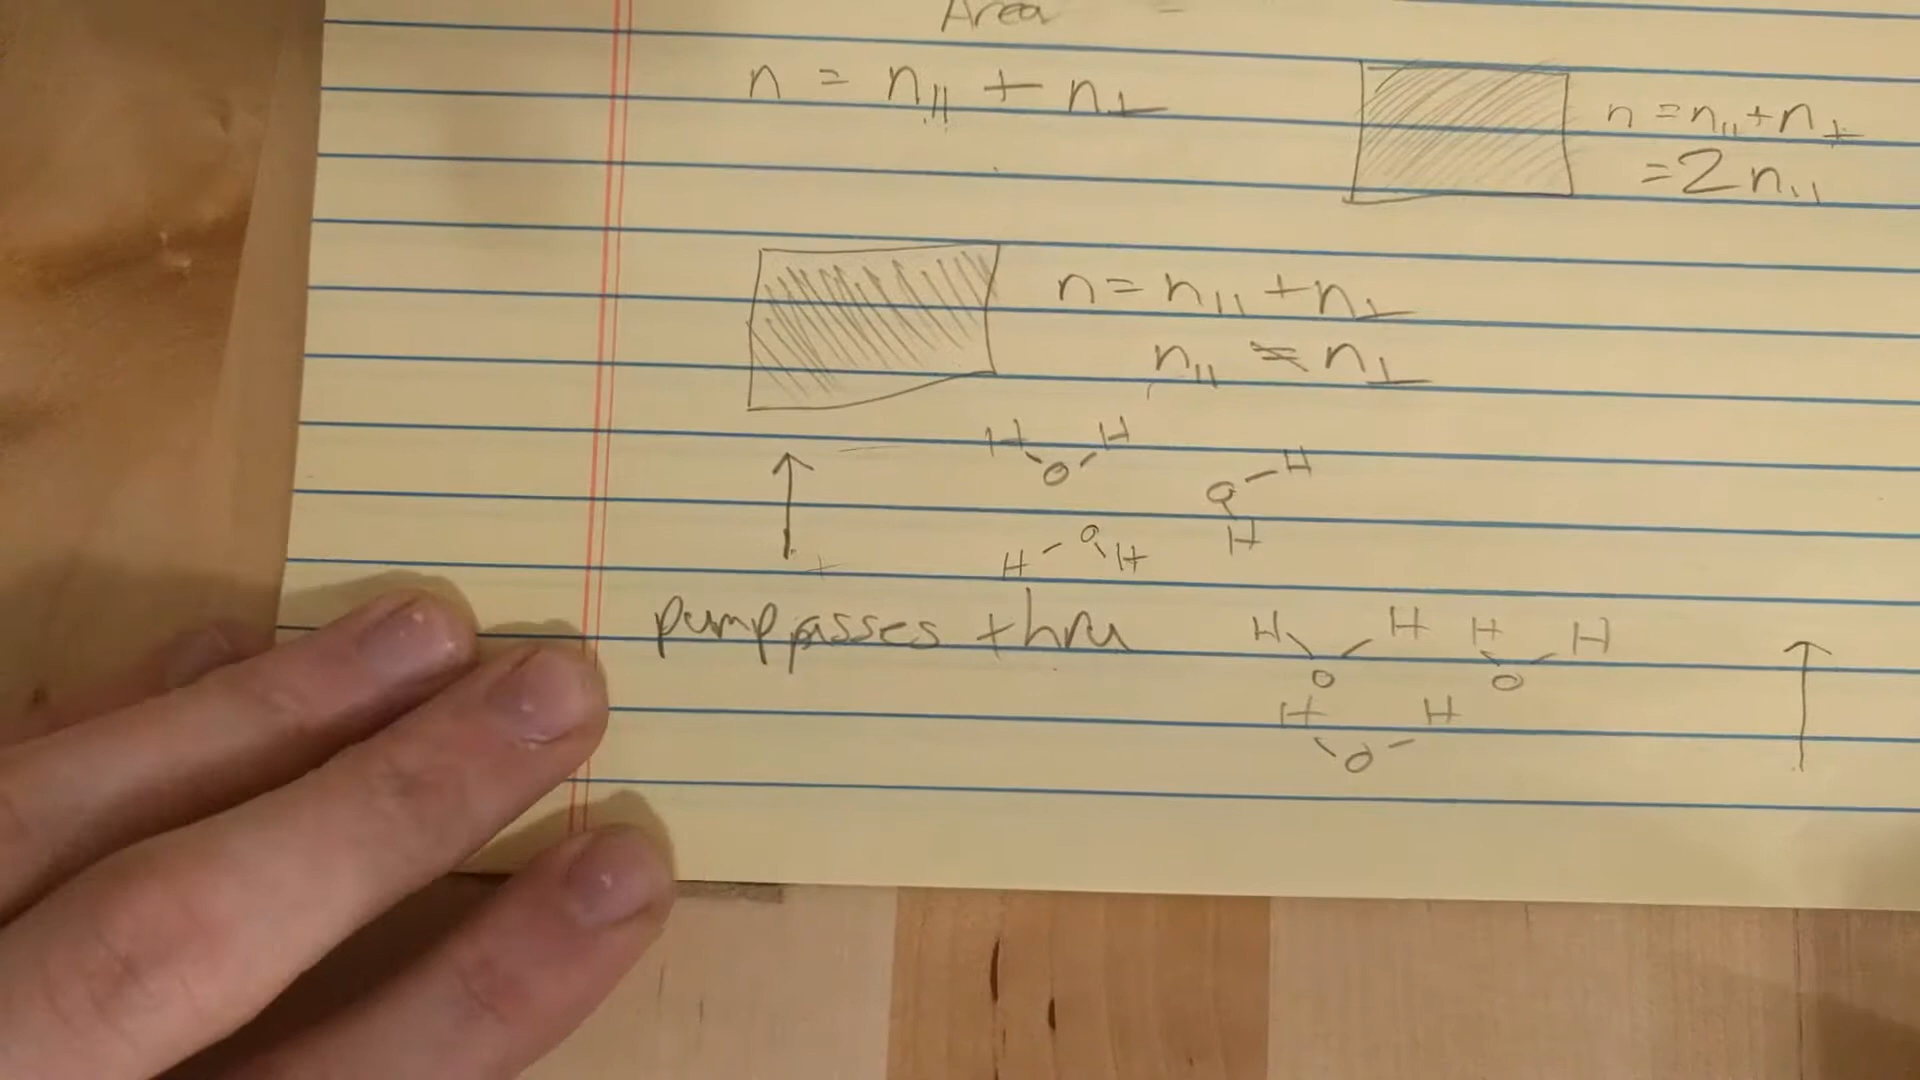 Area =
n = n|| + n⊥
n = n|| + n⊥
= 2n||
n = n|| + n⊥
n|| ≠ n⊥
H H
O
O H
H
O
H H
pump passes thru
H H H H
O O
H H
O